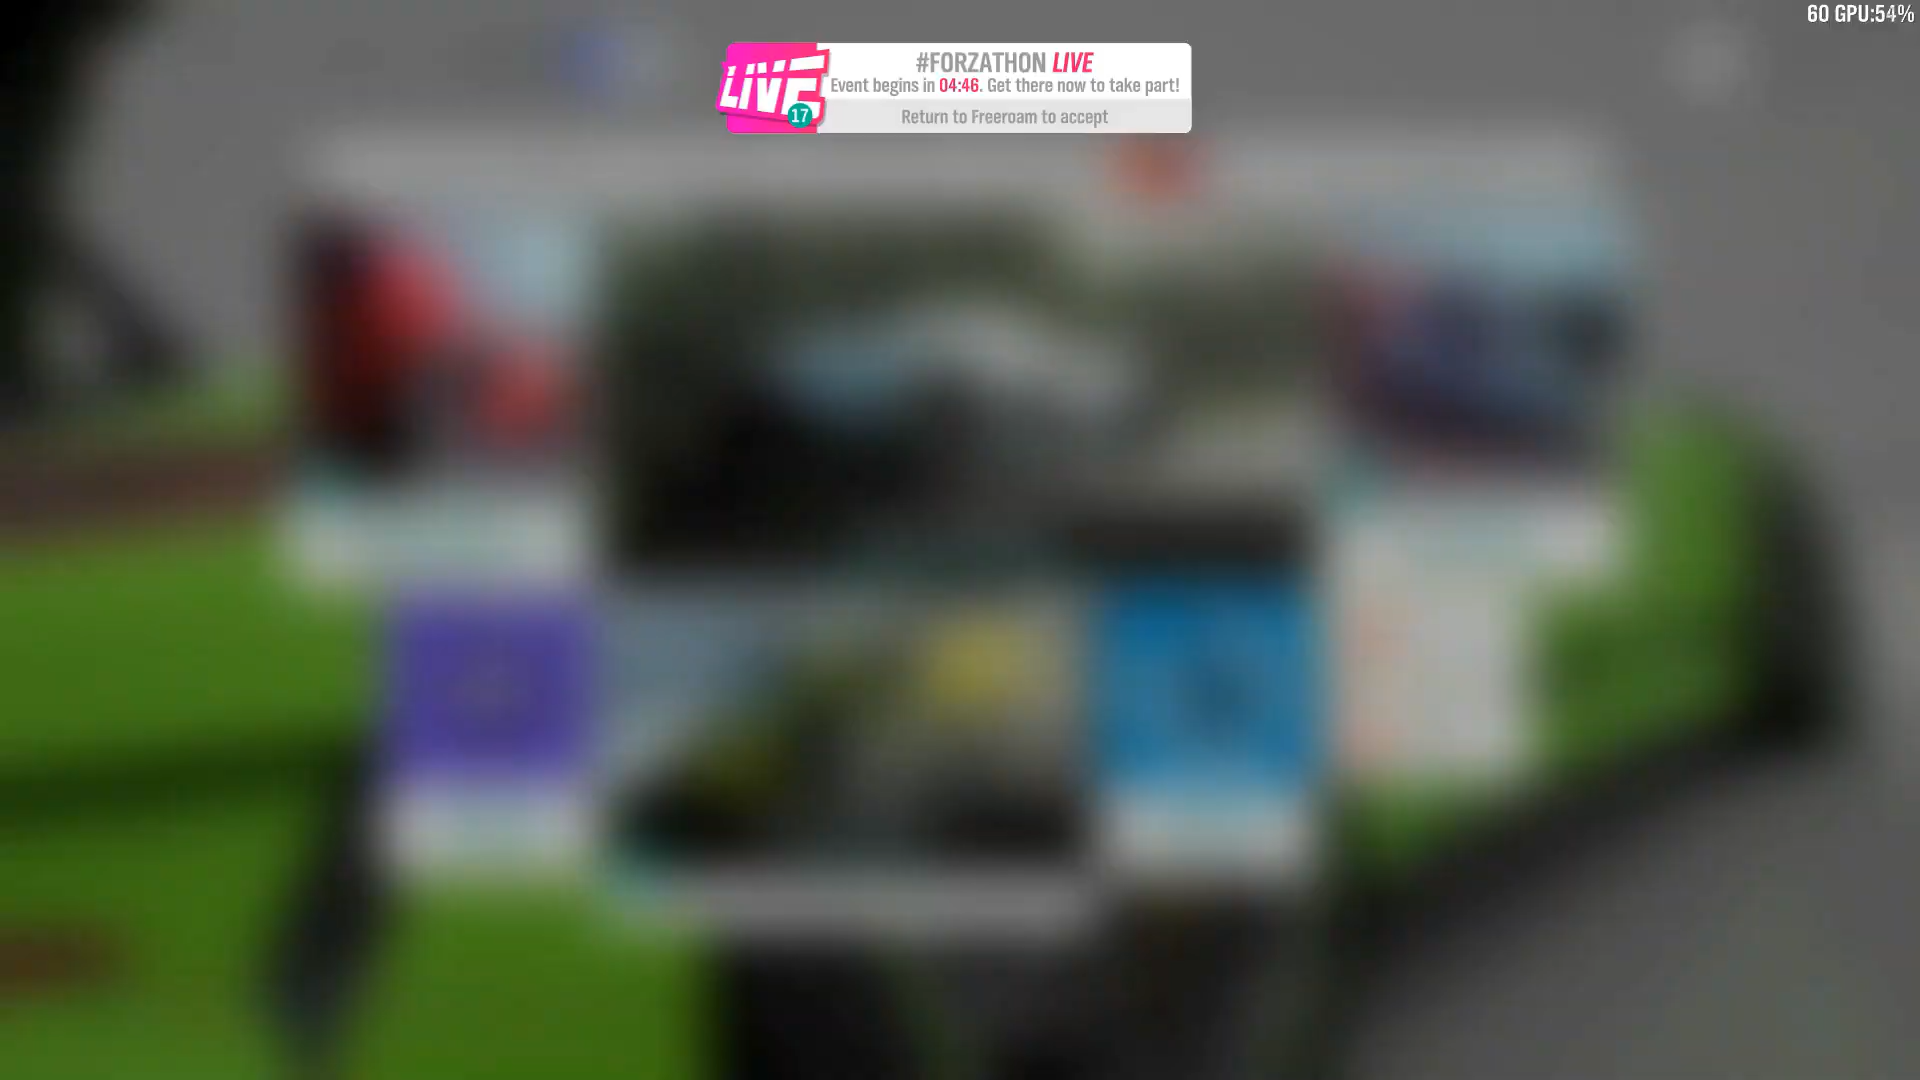 60 GPU:54%
LIVE
17
#FORZATHON LIVE
Event begins in 04:46. Get there now to take part!
Return to Freeroam to accept